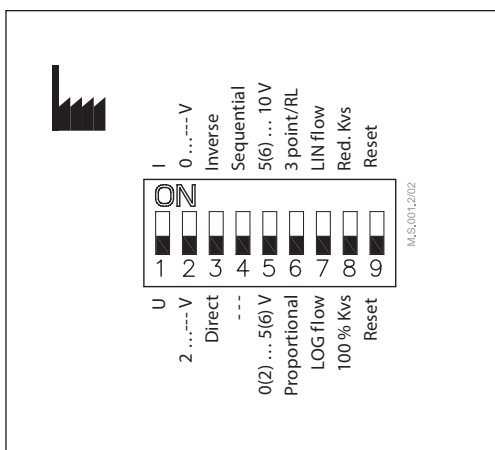 I
0 ...--- V
Inverse
Sequential
5(6) ... 10 V
3 point/RL
LIN flow
Red. Kvs
Reset
ON
1 2 3 4 5 6 7 8 9
U
2 ...--- V
Direct
---
0(2) ... 5(6) V
Proportional
LOG flow
100 % Kvs
Reset
M.S.001.2/02